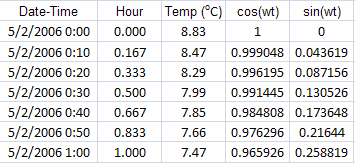 Date-Time Hour Temp (°C) cos(wt) sin(wt)
5/2/2006 0:00 0.000 8.83 1 0
5/2/2006 0:10 0.167 8.47 0.999048 0.043619
5/2/2006 0:20 0.333 8.29 0.996195 0.087156
5/2/2006 0:30 0.500 7.99 0.991445 0.130526
5/2/2006 0:40 0.667 7.85 0.984808 0.173648
5/2/2006 0:50 0.833 7.66 0.976296 0.21644
5/2/2006 1:00 1.000 7.47 0.965926 0.258819